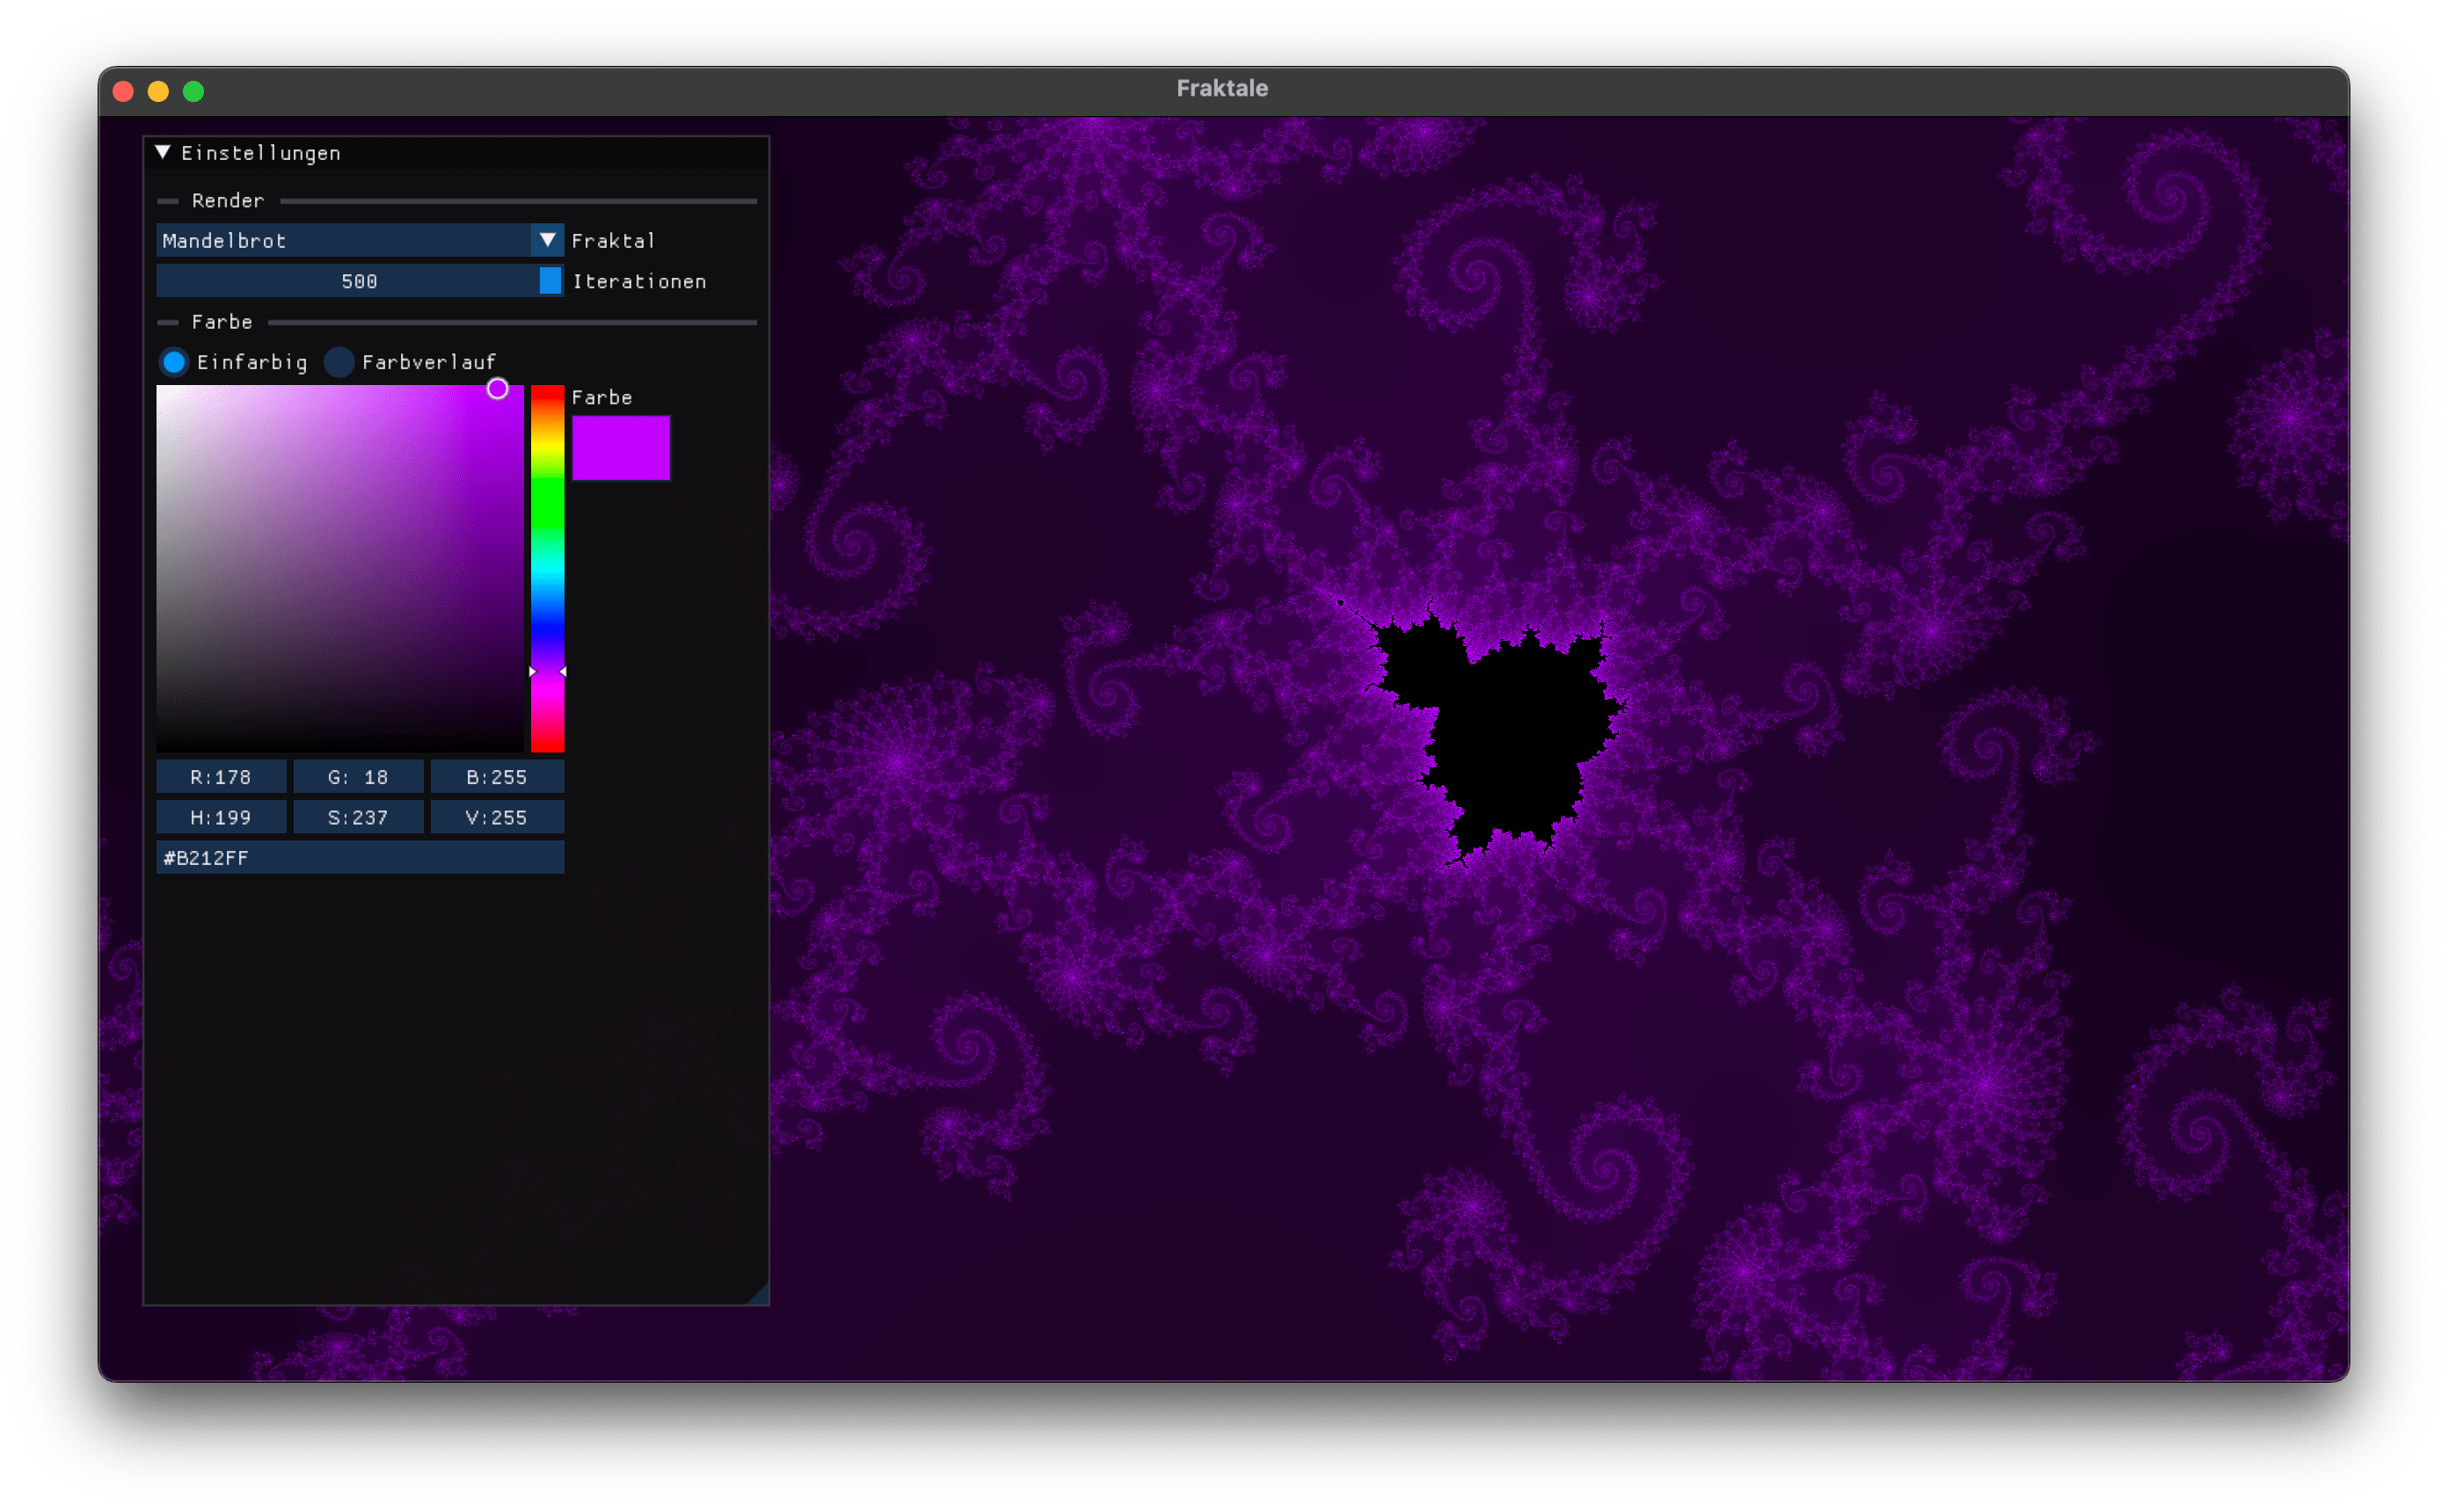 Fraktale
Einstellungen
Render
Mandelbrot Fraktal
500 Iterationen
Farbe
Einfarbig Farbverlauf
Farbe
R:178 G: 18 B:255
H:199 S:237 V:255
#B212FF